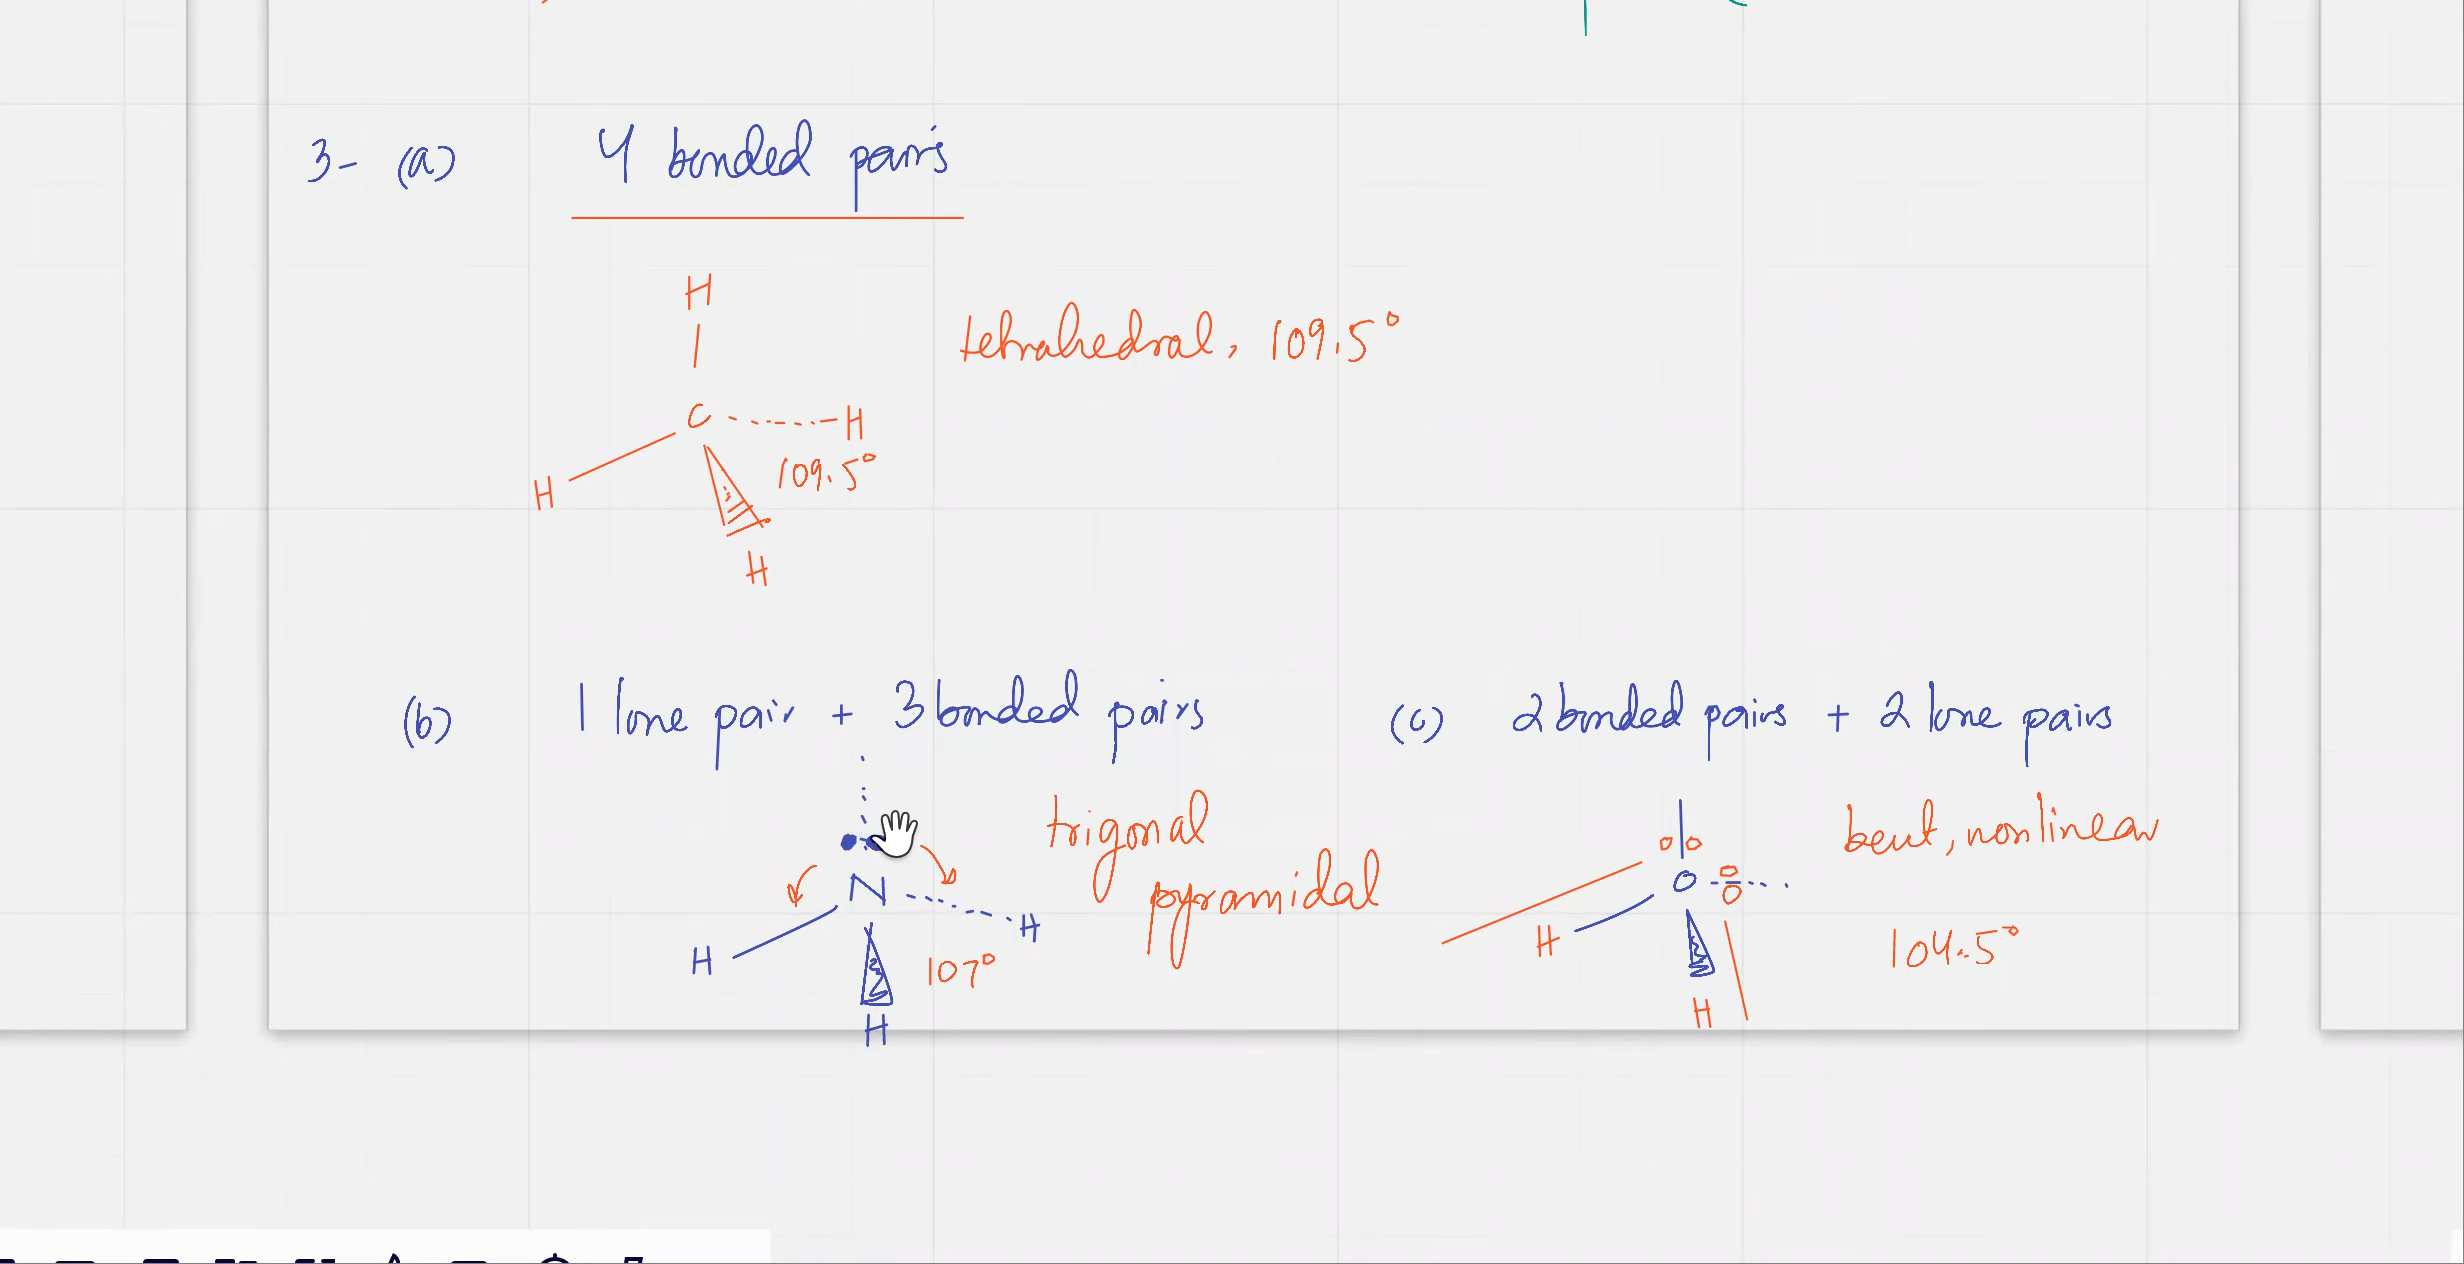 3- (a) 4 bonded pairs
H
tetrahedral, 109.5°
C H
109.5°
H
H
(b) 1 lone pair + 3 bonded pairs
trigonal
pyramidal
N
H
H
107°
H
(c) 2 bonded pairs + 2 lone pairs
bent, nonlinear
O
H
104.5°
H